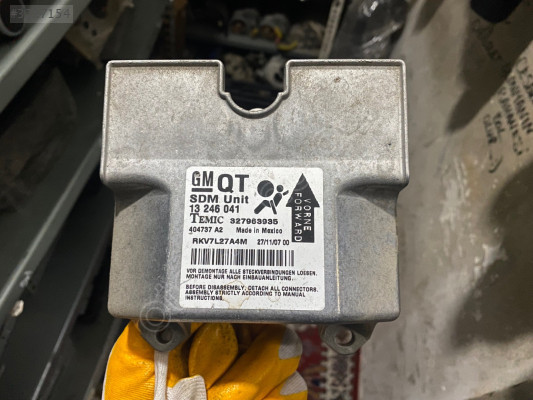 GM QT
SDM Unit
13 246 041
TEMIC 327963935
404737 A2 Made in Mexico
RKV7L27A4M 27/11/07 00
VORNE
FORWARD
VOR DEMONTAGE ALLE STECKVERBINDUNGEN LOESEN.
MONTAGE NUR NACH EINBAUANLEITUNG.
BEFORE DISASSEMBLY, DETACH ALL CONNECTORS.
ASSEMBLY STRICTLY ACCORDING TO MANUAL
INSTRUCTIONS.